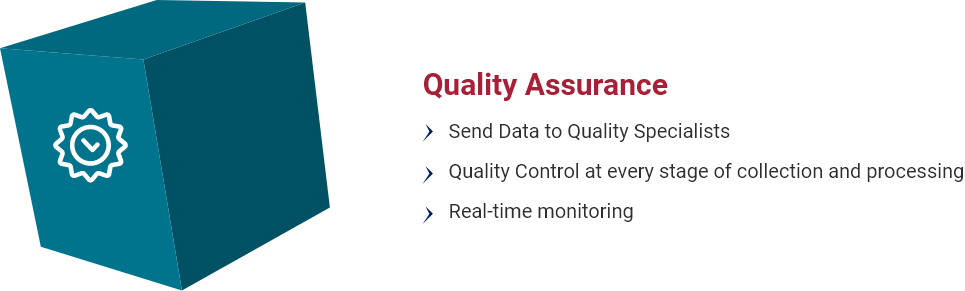 Quality Assurance
Send Data to Quality Specialists
Quality Control at every stage of collection and processing
Real-time monitoring